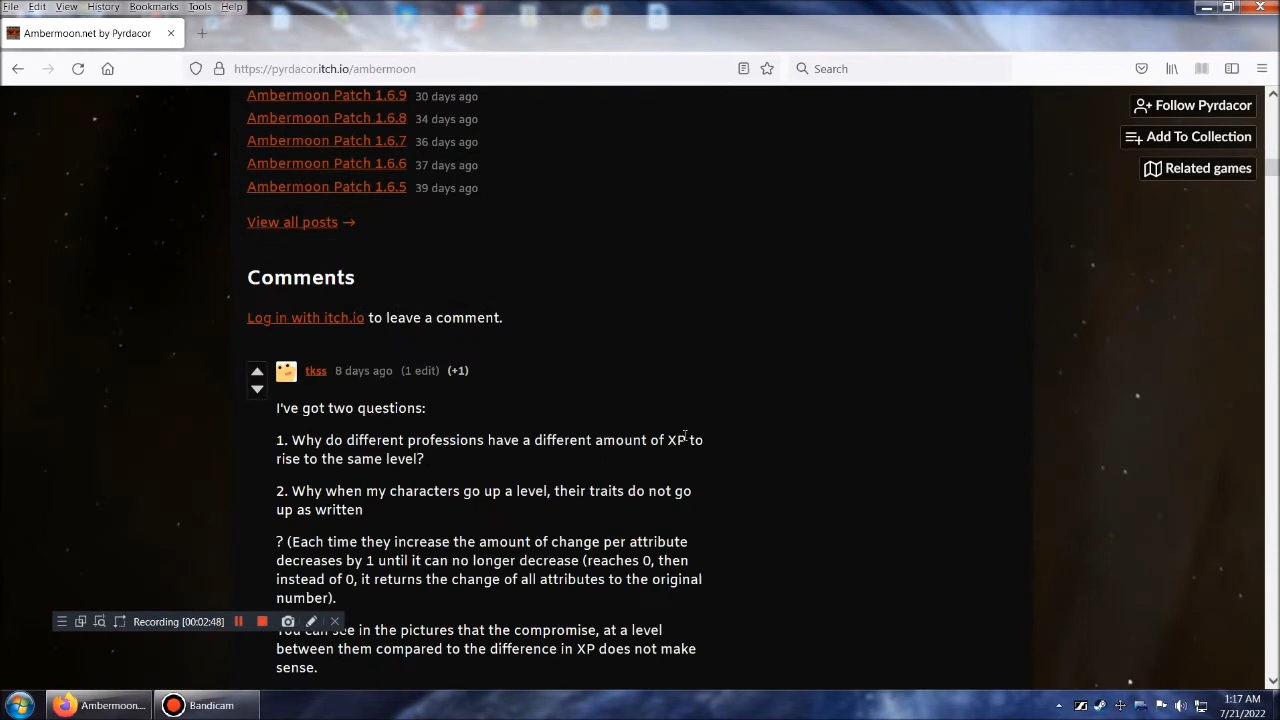 File Edit View History Bookmarks Tools Help
Ambermoon.net by Pyrdacor
https://pyrdacor.itch.io/ambermoon
Search
Follow Pyrdacor
Add To Collection
Related games
Ambermoon Patch 1.6.9 30 days ago
Ambermoon Patch 1.6.8 34 days ago
Ambermoon Patch 1.6.7 36 days ago
Ambermoon Patch 1.6.6 37 days ago
Ambermoon Patch 1.6.5 39 days ago
View all posts →
Comments
Log in with itch.io to leave a comment.
tkss 8 days ago (1 edit) (+1)
I've got two questions:
1. Why do different professions have a different amount of XP to
rise to the same level?
2. Why when my characters go up a level, their traits do not go
up as written
? (Each time they increase the amount of change per attribute
decreases by 1 until it can no longer decrease (reaches 0, then
instead of 0, it returns the change of all attributes to the original
number).
Recording [00:02:48]
You can see in the pictures that the compromise, at a level
between them compared to the difference in XP does not make
sense.
Ambermoon....
Bandicam
1:17 AM
7/21/2022